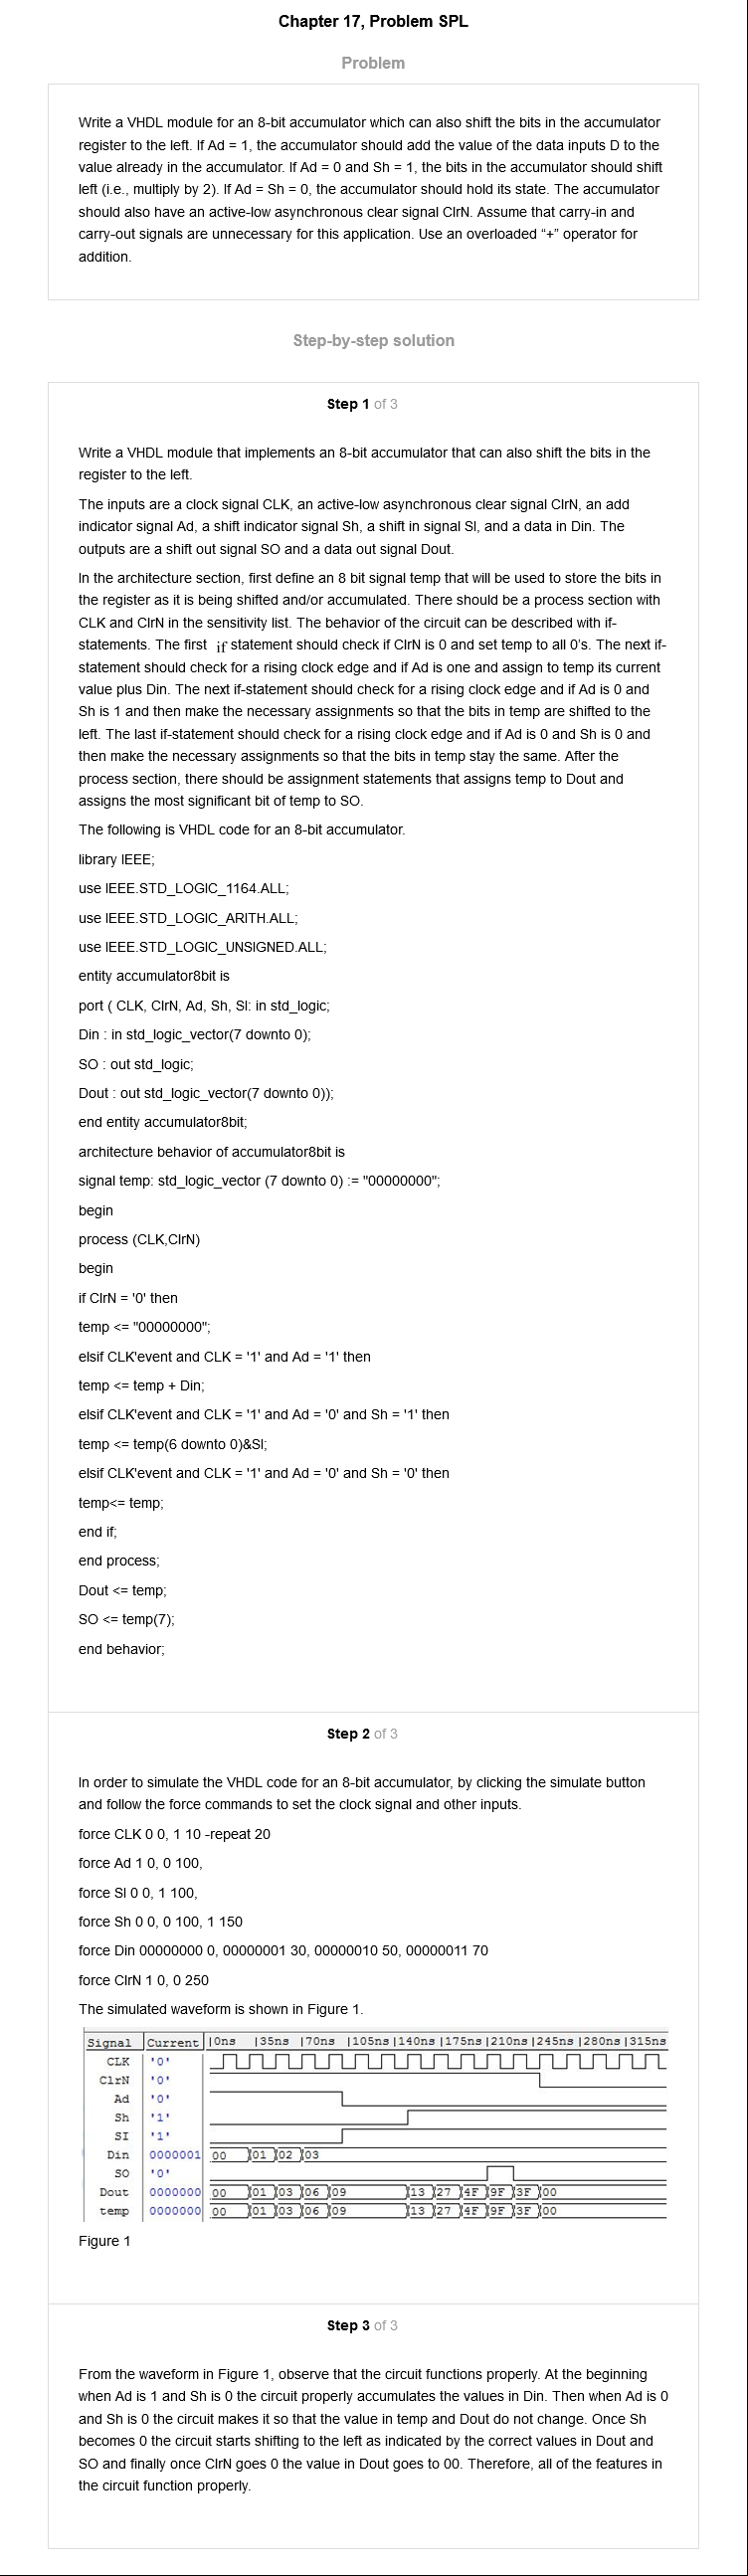 Chapter 17, Problem SPL
Problem
Write a VHDL module for an 8-bit accumulator which can also shift the bits in the accumulator
register to the left. If Ad = 1, the accumulator should add the value of the data inputs D to the
value already in the accumulator. If Ad = 0 and Sh = 1, the bits in the accumulator should shift
left (i.e., multiply by 2). If Ad = Sh = 0, the accumulator should hold its state. The accumulator
should also have an active-low asynchronous clear signal ClrN. Assume that carry-in and
carry-out signals are unnecessary for this application. Use an overloaded “+” operator for
addition.
Step-by-step solution
Step 1 of 3
Write a VHDL module that implements an 8-bit accumulator that can also shift the bits in the
register to the left.
The inputs are a clock signal CLK, an active-low asynchronous clear signal ClrN, an add
indicator signal Ad, a shift indicator signal Sh, a shift in signal SI, and a data in Din. The
outputs are a shift out signal SO and a data out signal Dout.
In the architecture section, first define an 8 bit signal temp that will be used to store the bits in
the register as it is being shifted and/or accumulated. There should be a process section with
CLK and ClrN in the sensitivity list. The behavior of the circuit can be described with if-
statements. The first if statement should check if ClrN is 0 and set temp to all 0's. The next if-
statement should check for a rising clock edge and if Ad is one and assign to temp its current
value plus Din. The next if-statement should check for a rising clock edge and if Ad is 0 and
Sh is 1 and then make the necessary assignments so that the bits in temp are shifted to the
left. The last if-statement should check for a rising clock edge and if Ad is 0 and Sh is 0 and
then make the necessary assignments so that the bits in temp stay the same. After the
process section, there should be assignment statements that assigns temp to Dout and
assigns the most significant bit of temp to SO.
The following is VHDL code for an 8-bit accumulator.
library IEEE;
use IEEE.STD_LOGIC_1164.ALL;
use IEEE.STD_LOGIC_ARITH.ALL;
use IEEE.STD_LOGIC_UNSIGNED.ALL;
entity accumulator8bit is
port ( CLK, ClrN, Ad, Sh, SI: in std_logic;
Din : in std_logic_vector(7 downto 0);
SO : out std_logic;
Dout : out std_logic_vector(7 downto 0));
end entity accumulator8bit;
architecture behavior of accumulator8bit is
signal temp: std_logic_vector (7 downto 0) := "00000000";
begin
process (CLK,ClrN)
begin
if ClrN = '0' then
temp <= "00000000";
elsif CLK'event and CLK = '1' and Ad = '1' then
temp <= temp + Din;
elsif CLK'event and CLK = '1' and Ad = '0' and Sh = '1' then
temp <= temp(6 downto 0)&SI;
elsif CLK'event and CLK = '1' and Ad = '0' and Sh = '0' then
temp<= temp;
end if;
end process;
Dout <= temp;
SO <= temp(7);
end behavior;
Step 2 of 3
In order to simulate the VHDL code for an 8-bit accumulator, by clicking the simulate button
and follow the force commands to set the clock signal and other inputs.
force CLK 0 0, 1 10 -repeat 20
force Ad 1 0, 0 100,
force SI 0 0, 1 100,
force Sh 0 0, 0 100, 1 150
force Din 00000000 0, 00000001 30, 00000010 50, 00000011 70
force ClrN 1 0, 0 250
The simulated waveform is shown in Figure 1.
Signal Current |0ns |35ns |70ns |105ns |140ns |175ns |210ns |245ns |280ns |315ns
CLK '0'
ClrN '0'
Ad '0'
Sh '1'
SI '1'
Din 0000001 00 01 02 03
SO '0'
Dout 0000000 00 01 03 06 09 13 27 4F 9F 3F 00
temp 0000000 00 01 03 06 09 13 27 4F 9F 3F 00
Figure 1
Step 3 of 3
From the waveform in Figure 1, observe that the circuit functions properly. At the beginning
when Ad is 1 and Sh is 0 the circuit properly accumulates the values in Din. Then when Ad is 0
and Sh is 0 the circuit makes it so that the value in temp and Dout do not change. Once Sh
becomes 0 the circuit starts shifting to the left as indicated by the correct values in Dout and
SO and finally once ClrN goes 0 the value in Dout goes to 00. Therefore, all of the features in
the circuit function properly.